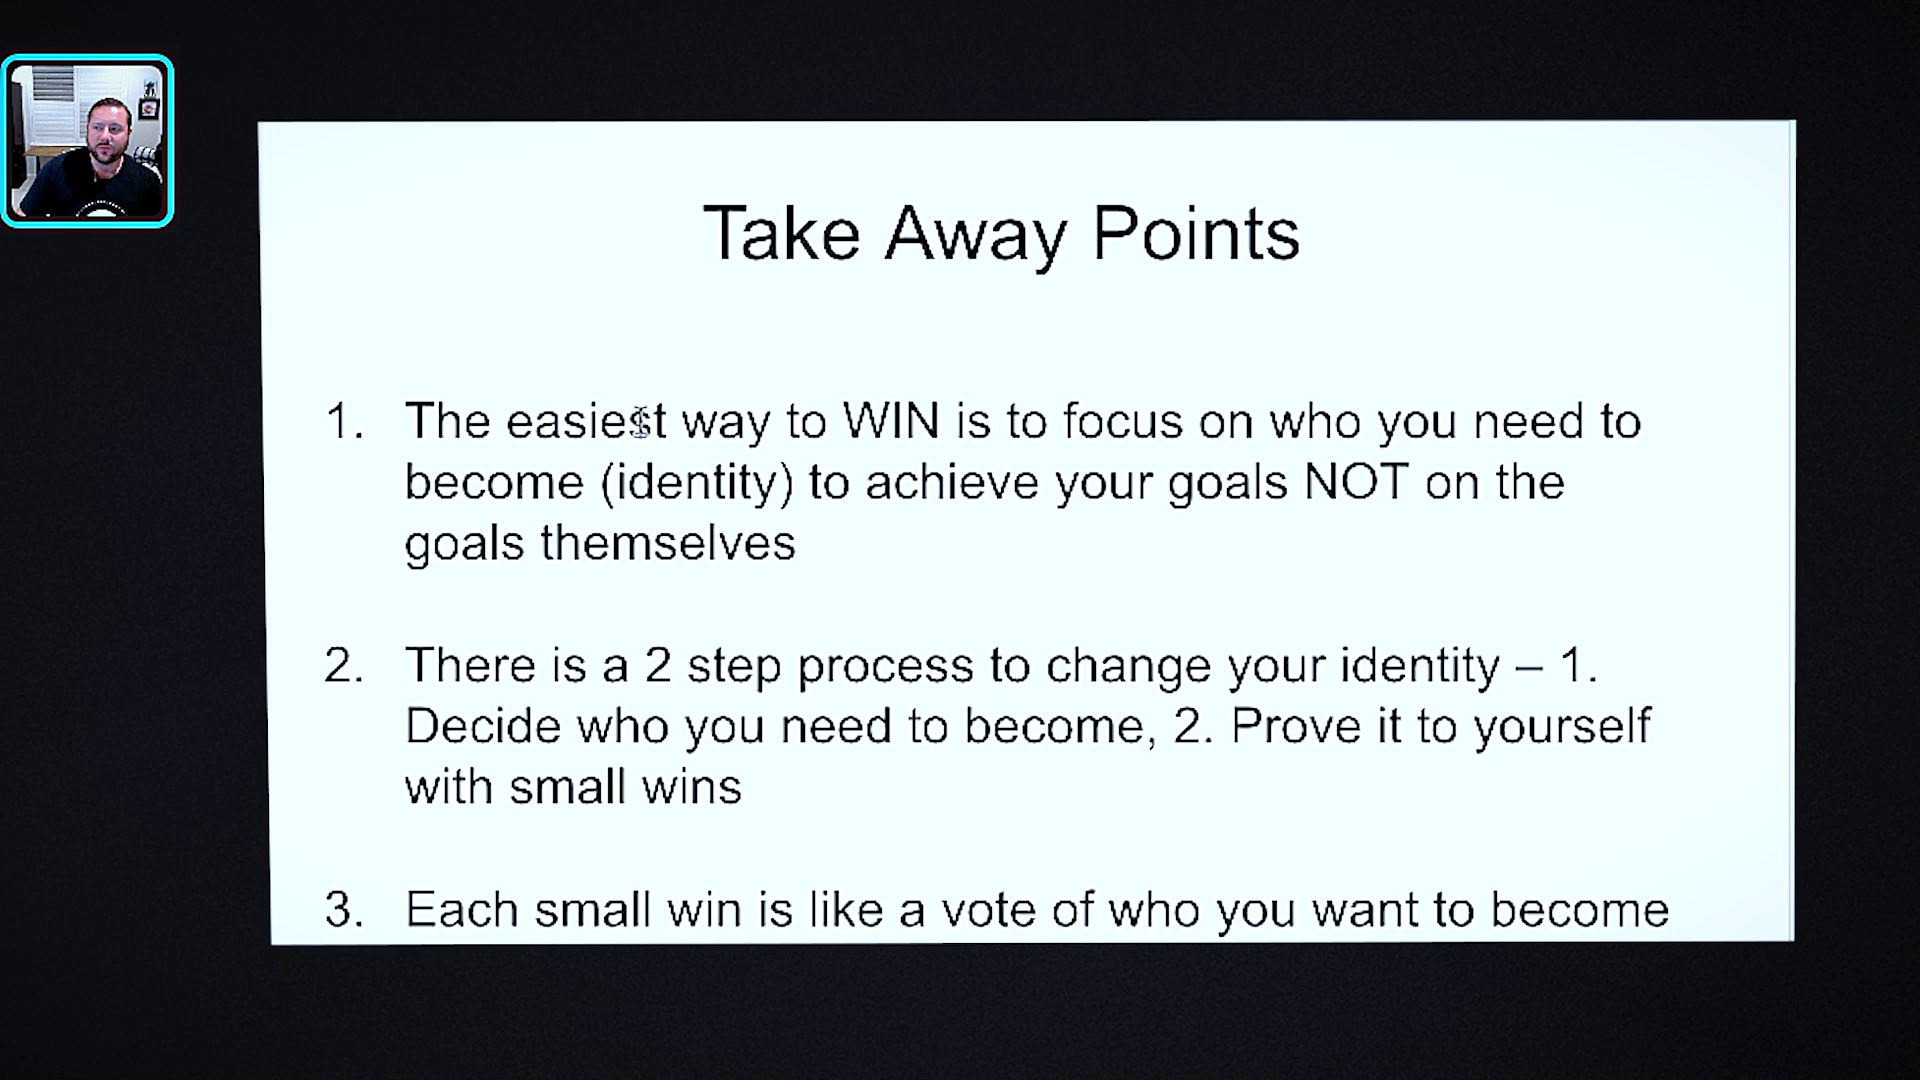 Take Away Points
1. The easiest way to WIN is to focus on who you need to
become (identity) to achieve your goals NOT on the
goals themselves
2. There is a 2 step process to change your identity – 1.
Decide who you need to become, 2. Prove it to yourself
with small wins
3. Each small win is like a vote of who you want to become